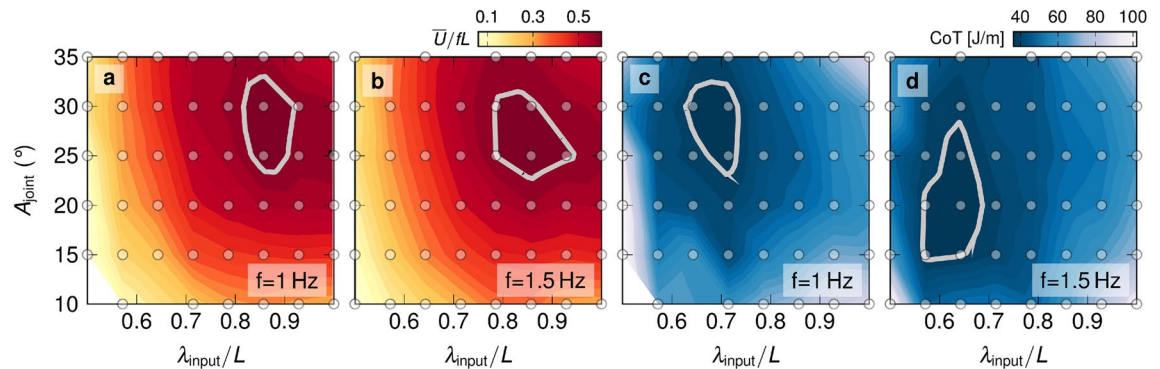 0.1 0.3 0.5
U̅/fL
40 60 80 100
CoT [J/m]
35
30
25
20
15
10
A_joint (°)
a
f=1 Hz
b
f=1.5 Hz
c
f=1 Hz
d
f=1.5 Hz
0.6 0.7 0.8 0.9
0.6 0.7 0.8 0.9
0.6 0.7 0.8 0.9
0.6 0.7 0.8 0.9
λ_input/L
λ_input/L
λ_input/L
λ_input/L